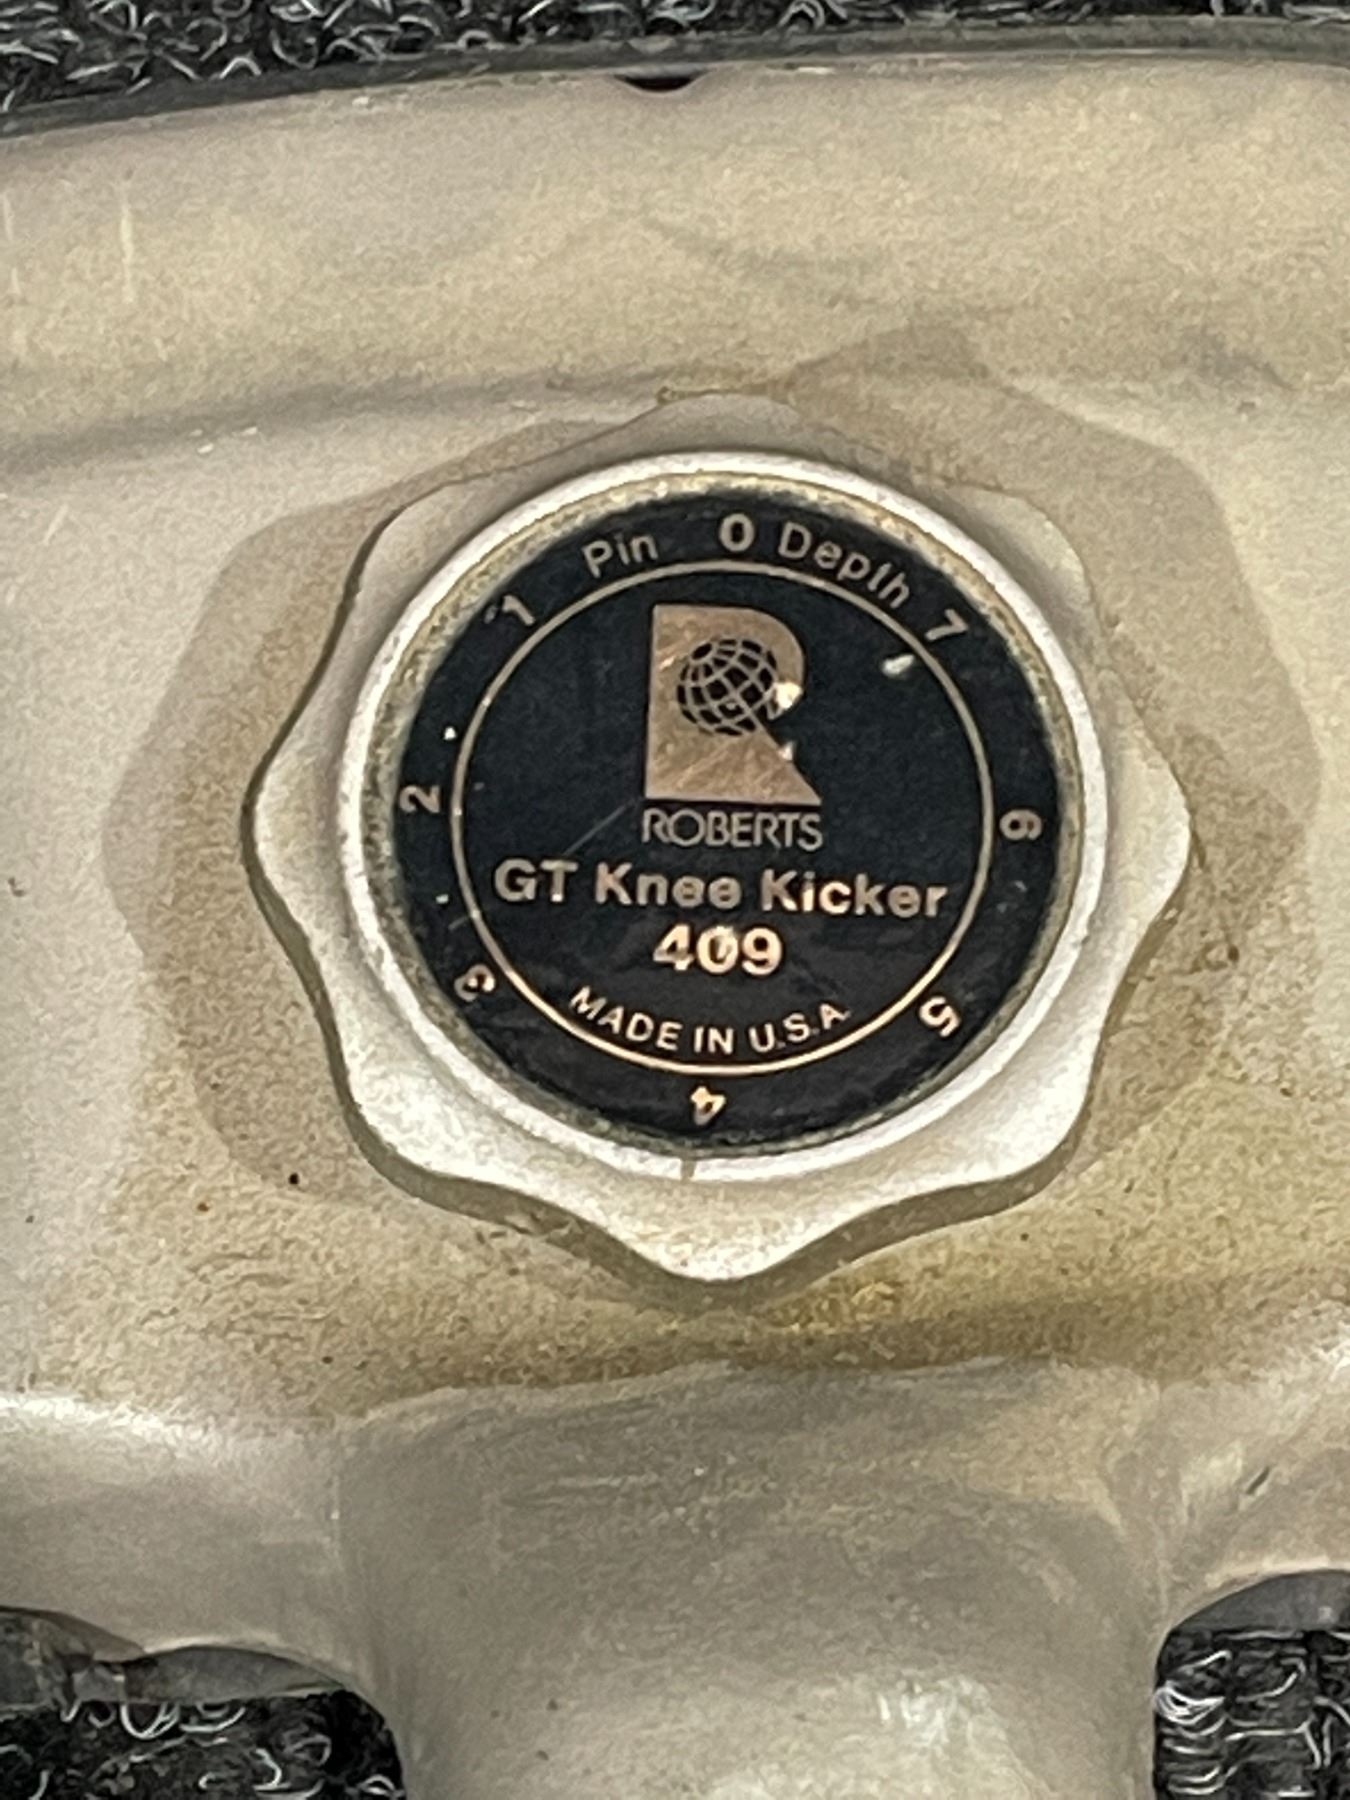 Pin 0 Depth
1 7
R
ROBERTS
2 6
GT Knee Kicker
409
3 5
MADE IN U.S.A.
4